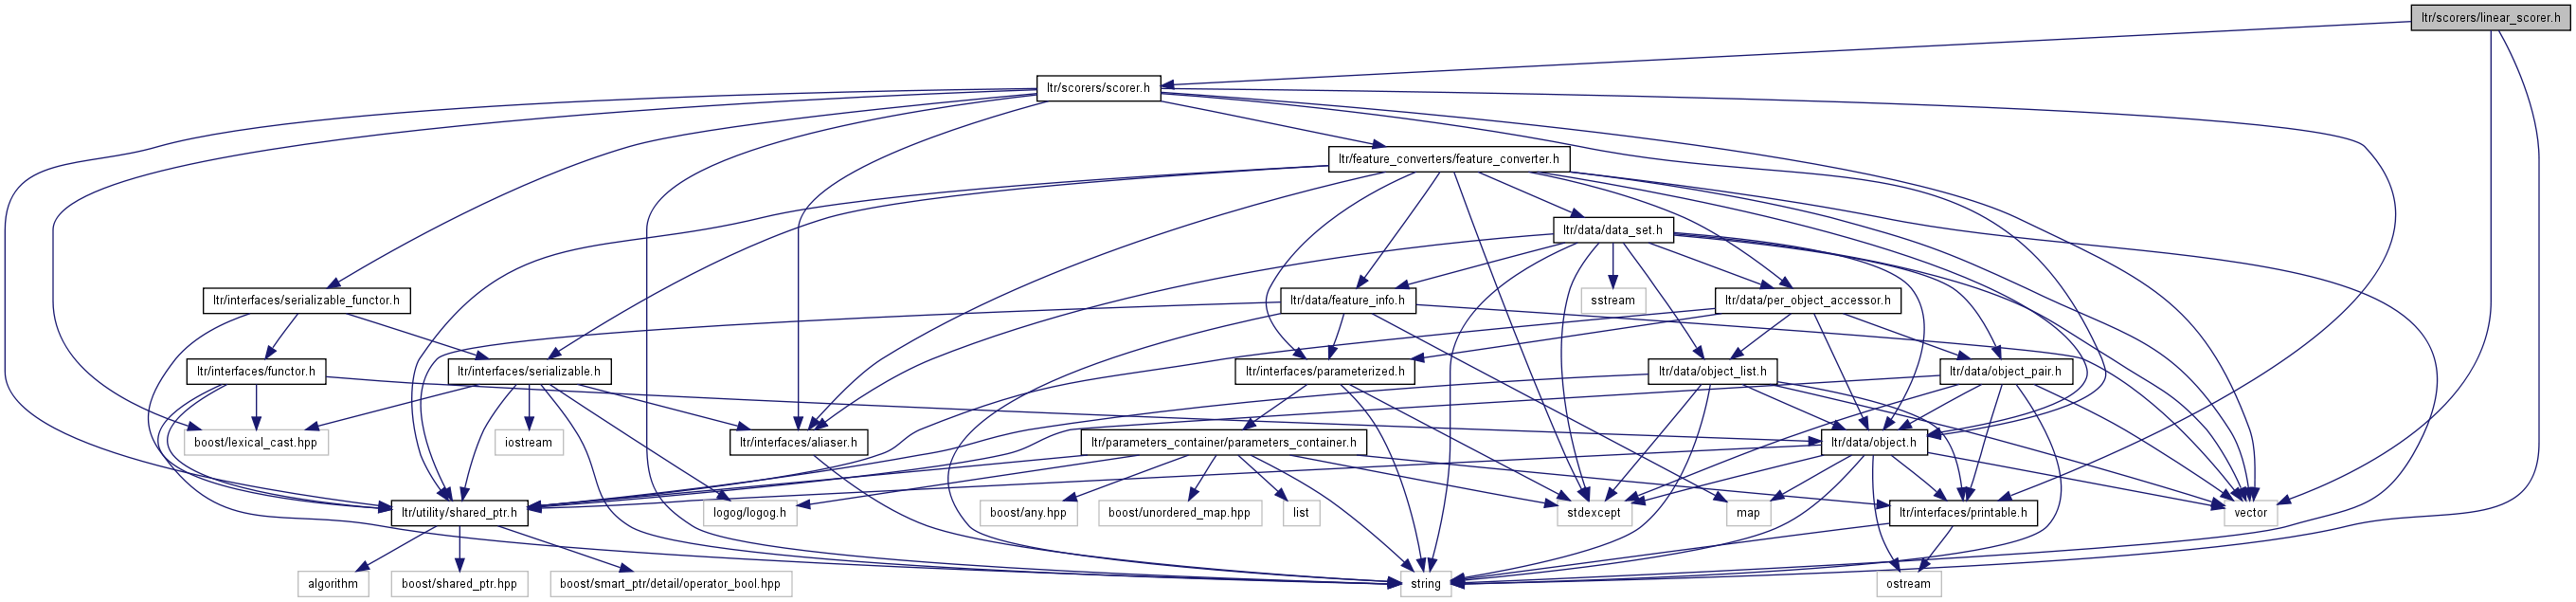 ltr/scorers/linear_scorer.h
ltr/scorers/scorer.h
ltr/feature_converters/feature_converter.h
ltr/data/data_set.h
ltr/interfaces/serializable_functor.h
ltr/data/feature_info.h
sstream
ltr/data/per_object_accessor.h
ltr/interfaces/functor.h
ltr/interfaces/serializable.h
ltr/interfaces/parameterized.h
ltr/data/object_list.h
ltr/data/object_pair.h
boost/lexical_cast.hpp
iostream
ltr/interfaces/aliaser.h
ltr/parameters_container/parameters_container.h
ltr/data/object.h
ltr/utility/shared_ptr.h
logog/logog.h
boost/any.hpp
boost/unordered_map.hpp
list
stdexcept
map
ltr/interfaces/printable.h
vector
algorithm
boost/shared_ptr.hpp
boost/smart_ptr/detail/operator_bool.hpp
string
ostream